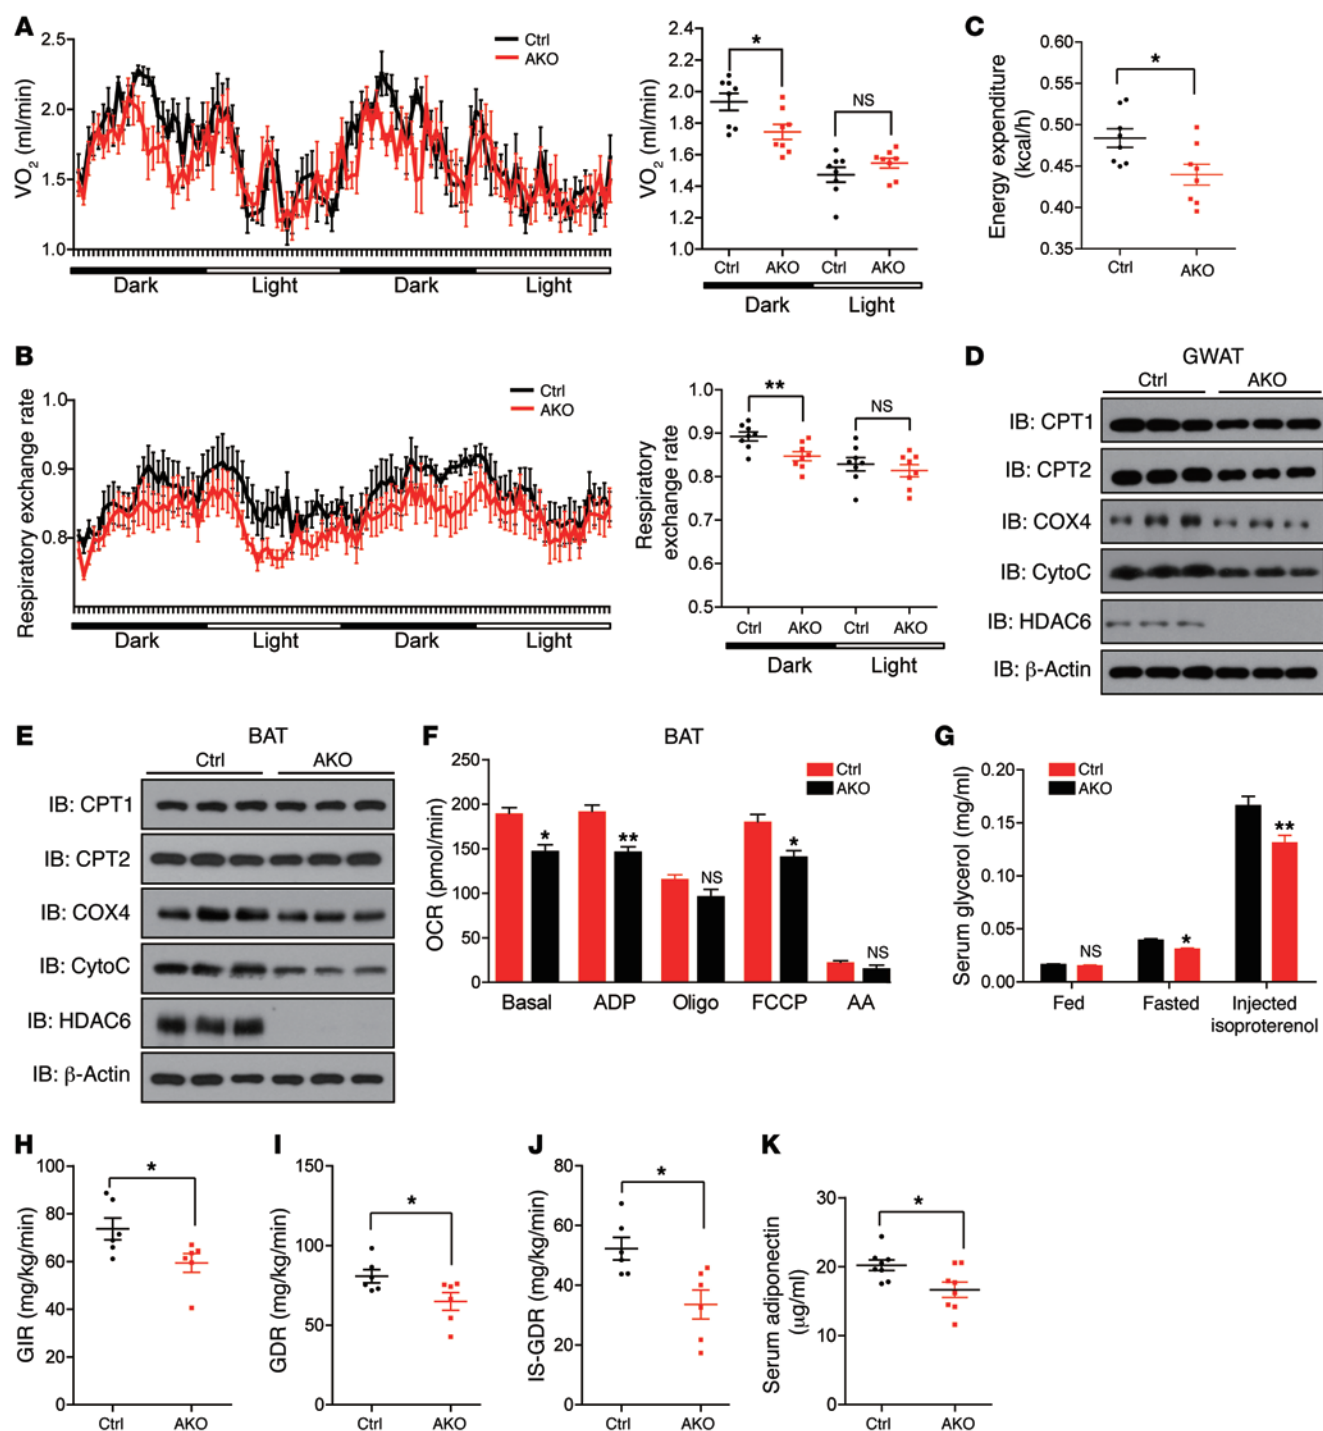 A
2.5
2.0
1.5
1.0
VO2 (ml/min)
Ctrl
AKO
Dark
Light
Dark
Light
2.4
2.2
2.0
1.8
1.6
1.4
1.2
1.0
VO2 (ml/min)
*
NS
Ctrl
AKO
Ctrl
AKO
Dark
Light
C
0.60
0.55
0.50
0.45
0.40
0.35
Energy expenditure
(kcal/h)
*
Ctrl
AKO
B
1.0
0.9
0.8
Respiratory exchange rate
Ctrl
AKO
Dark
Light
Dark
Light
1.0
0.9
0.8
0.7
0.6
0.5
Respiratory
exchange rate
**
NS
Ctrl
AKO
Ctrl
AKO
Dark
Light
D
GWAT
Ctrl
AKO
IB: CPT1
IB: CPT2
IB: COX4
IB: CytoC
IB: HDAC6
IB: β-Actin
E
BAT
Ctrl
AKO
IB: CPT1
IB: CPT2
IB: COX4
IB: CytoC
IB: HDAC6
IB: β-Actin
F
BAT
250
200
150
100
50
0
OCR (pmol/min)
Ctrl
AKO
*
**
NS
*
NS
Basal
ADP
Oligo
FCCP
AA
G
0.20
0.15
0.10
0.05
0.00
Serum glycerol (mg/ml)
Ctrl
AKO
NS
*
**
Fed
Fasted
Injected
isoproterenol
H
100
80
60
40
20
0
GIR (mg/kg/min)
*
Ctrl
AKO
I
150
100
50
0
GDR (mg/kg/min)
*
Ctrl
AKO
J
80
60
40
20
0
IS-GDR (mg/kg/min)
*
Ctrl
AKO
K
30
20
10
0
Serum adiponectin
(μg/ml)
*
Ctrl
AKO